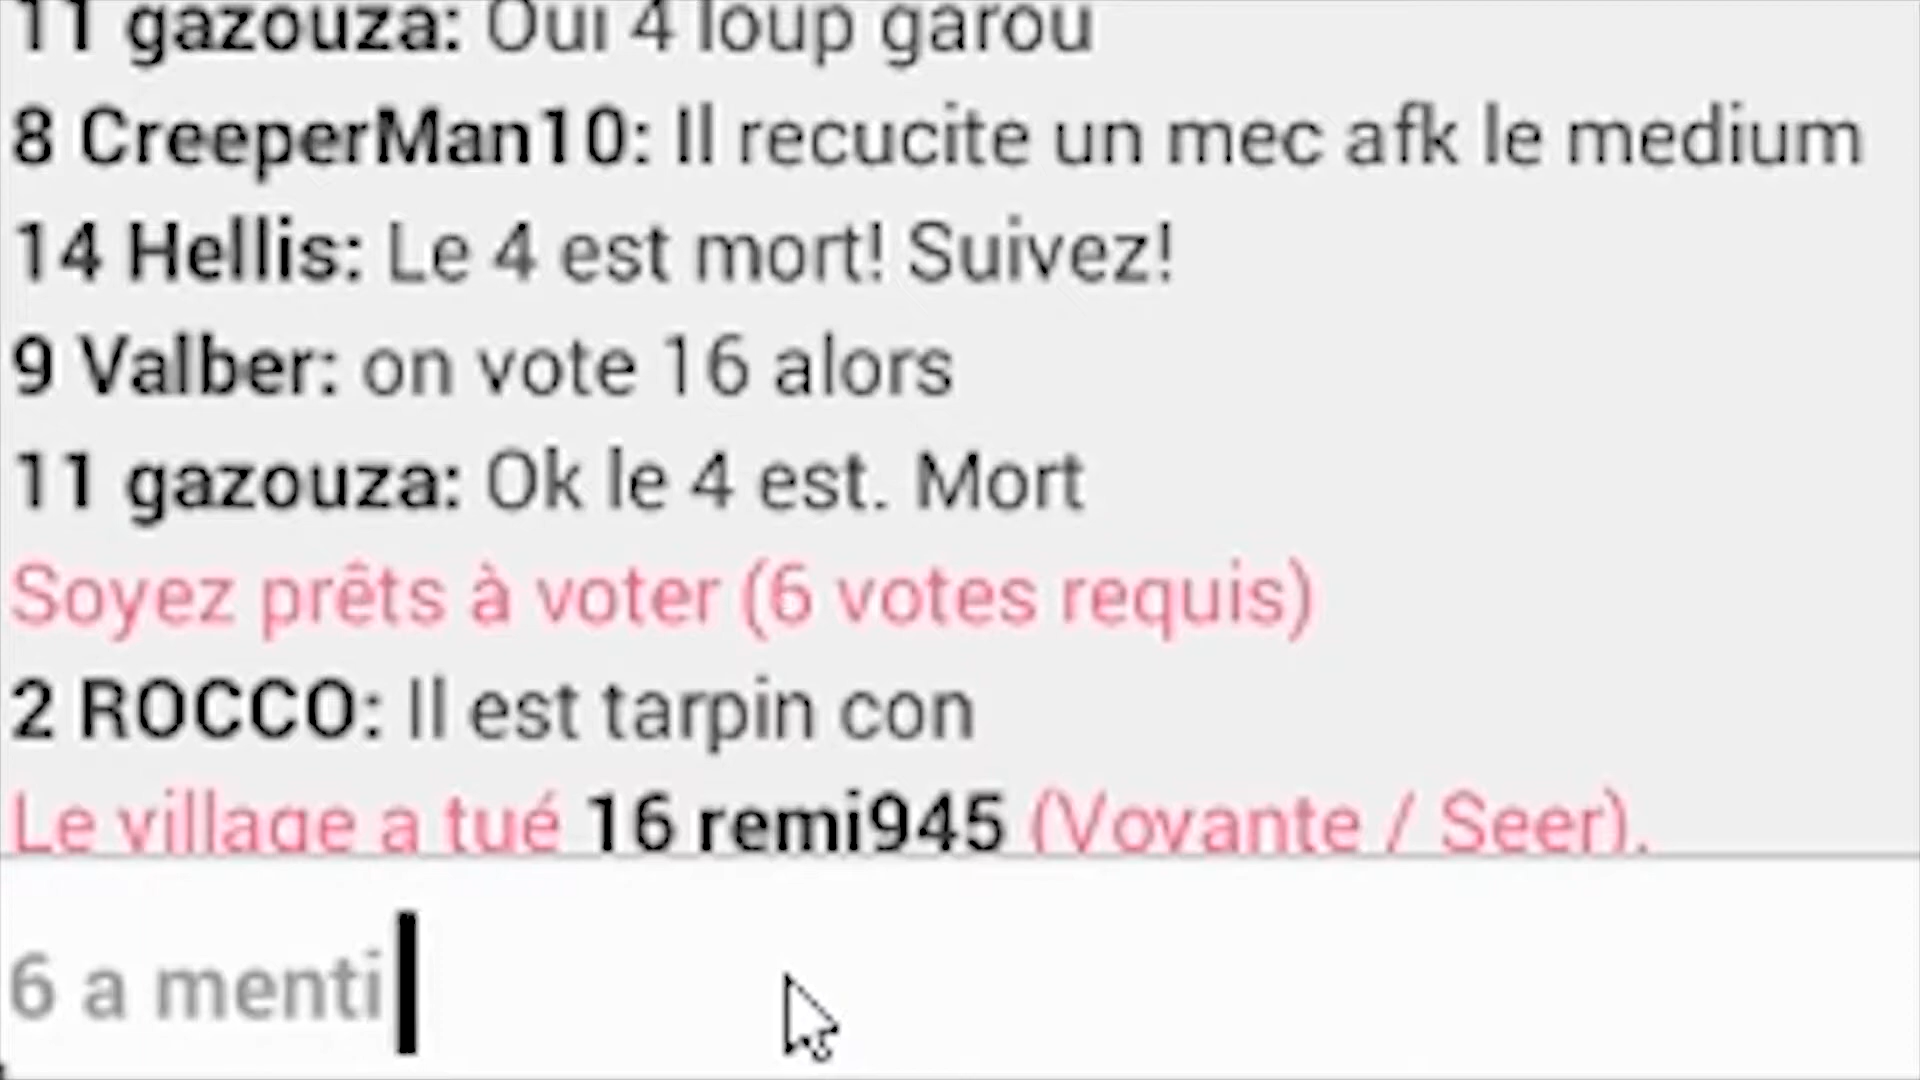 11 gazouza: Oui 4 loup garou
8 CreeperMan10: Il recucite un mec afk le medium
14 Hellis: Le 4 est mort! Suivez!
9 Valber: on vote 16 alors
11 gazouza: Ok le 4 est. Mort
Soyez prêts à voter (6 votes requis)
2 ROCCO: Il est tarpin con
Le village a tué 16 remi945 (Voyante / Seer).
6 a menti